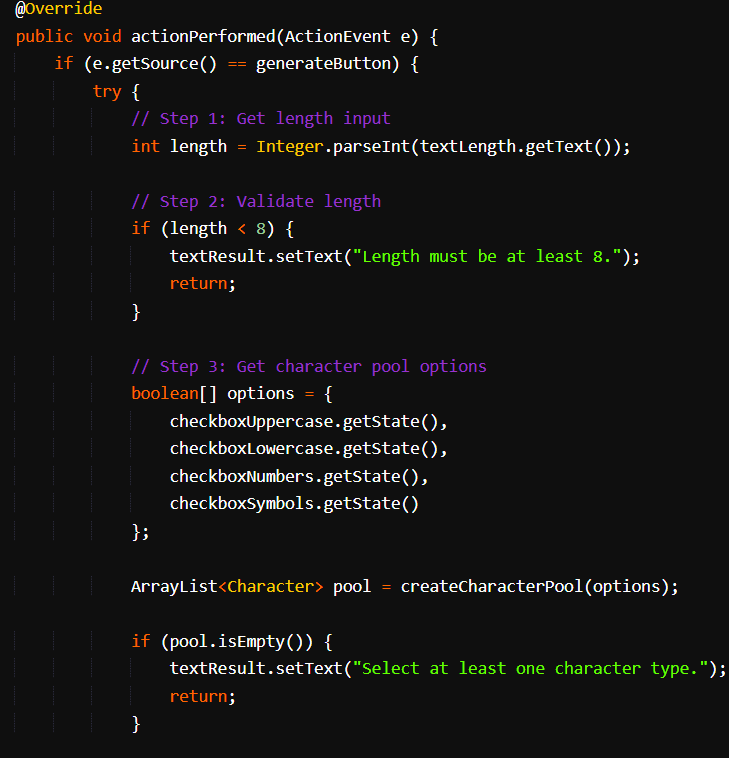 @Override
public void actionPerformed(ActionEvent e) {
    if (e.getSource() == generateButton) {
        try {
            // Step 1: Get length input
            int length = Integer.parseInt(textLength.getText());

            // Step 2: Validate length
            if (length < 8) {
                textResult.setText("Length must be at least 8.");
                return;
            }

            // Step 3: Get character pool options
            boolean[] options = {
                checkboxUppercase.getState(),
                checkboxLowercase.getState(),
                checkboxNumbers.getState(),
                checkboxSymbols.getState()
            };

            ArrayList<Character> pool = createCharacterPool(options);

            if (pool.isEmpty()) {
                textResult.setText("Select at least one character type.");
                return;
            }